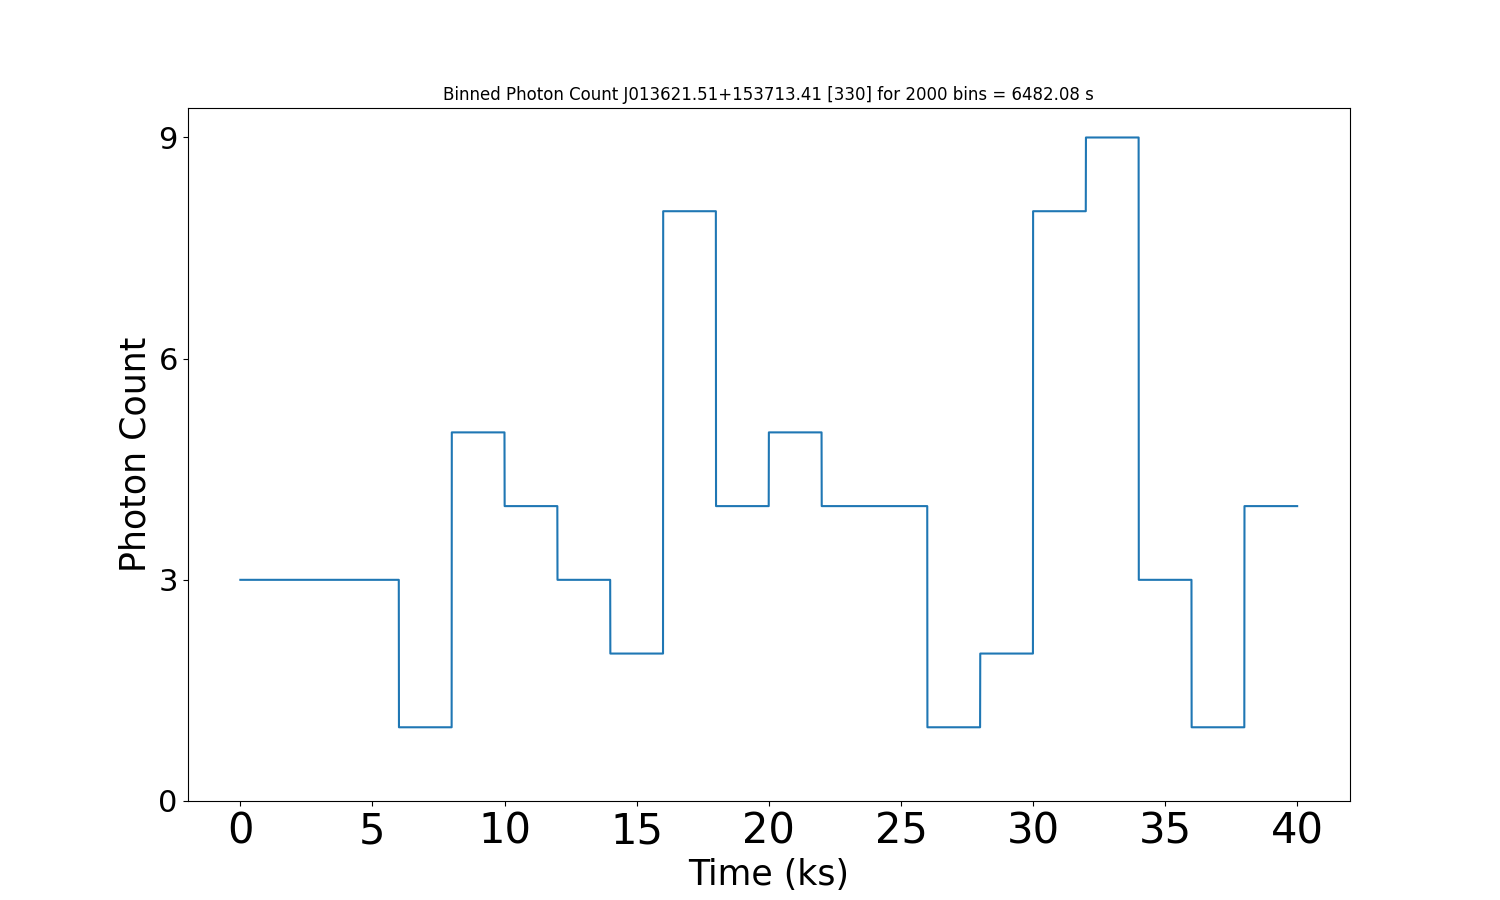 Binned Photon Count J013621.51+153713.41 [330] for 2000 bins = 6482.08 s
9
6
3
0
Photon Count
0 5 10 15 20 25 30 35 40
Time (ks)